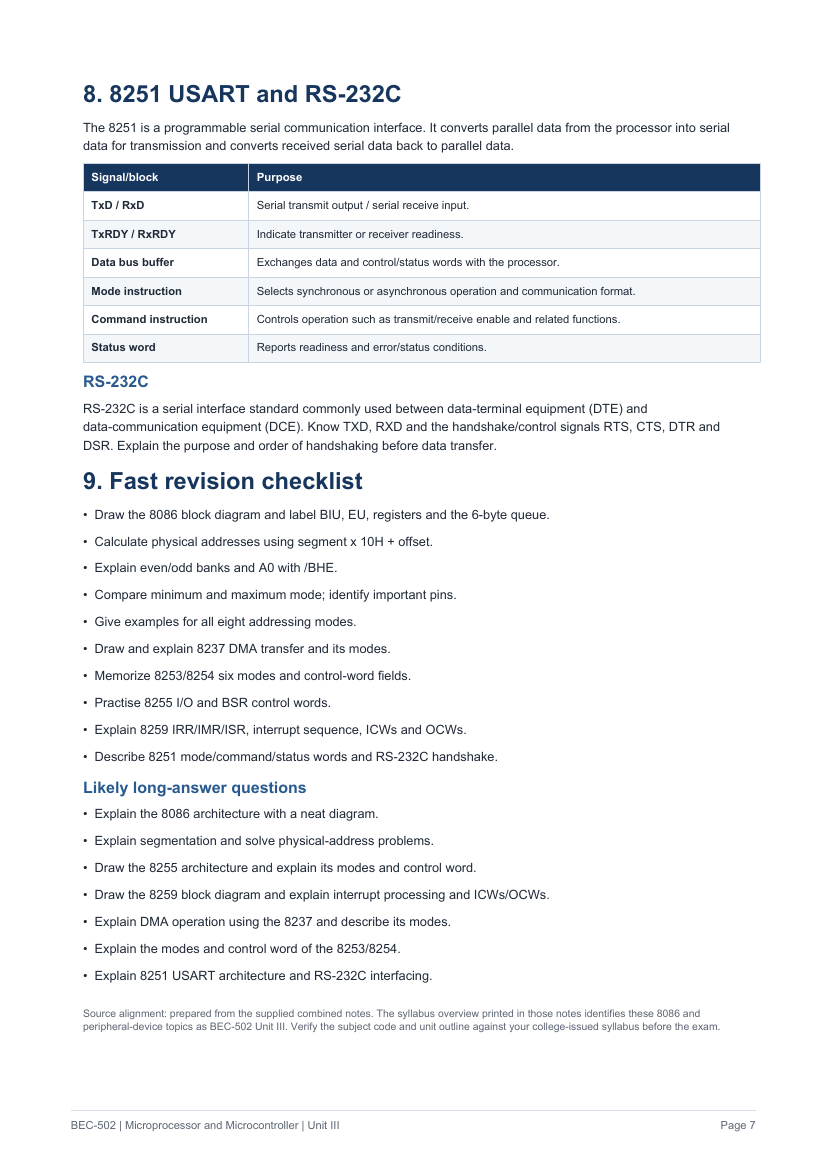 8. 8251 USART and RS-232C
The 8251 is a programmable serial communication interface. It converts parallel data from the processor into serial
data for transmission and converts received serial data back to parallel data.
Signal/block Purpose
TxD / RxD Serial transmit output / serial receive input.
TxRDY / RxRDY Indicate transmitter or receiver readiness.
Data bus buffer Exchanges data and control/status words with the processor.
Mode instruction Selects synchronous or asynchronous operation and communication format.
Command instruction Controls operation such as transmit/receive enable and related functions.
Status word Reports readiness and error/status conditions.
RS-232C
RS-232C is a serial interface standard commonly used between data-terminal equipment (DTE) and
data-communication equipment (DCE). Know TXD, RXD and the handshake/control signals RTS, CTS, DTR and
DSR. Explain the purpose and order of handshaking before data transfer.
9. Fast revision checklist
• Draw the 8086 block diagram and label BIU, EU, registers and the 6-byte queue.
• Calculate physical addresses using segment x 10H + offset.
• Explain even/odd banks and A0 with /BHE.
• Compare minimum and maximum mode; identify important pins.
• Give examples for all eight addressing modes.
• Draw and explain 8237 DMA transfer and its modes.
• Memorize 8253/8254 six modes and control-word fields.
• Practise 8255 I/O and BSR control words.
• Explain 8259 IRR/IMR/ISR, interrupt sequence, ICWs and OCWs.
• Describe 8251 mode/command/status words and RS-232C handshake.
Likely long-answer questions
• Explain the 8086 architecture with a neat diagram.
• Explain segmentation and solve physical-address problems.
• Draw the 8255 architecture and explain its modes and control word.
• Draw the 8259 block diagram and explain interrupt processing and ICWs/OCWs.
• Explain DMA operation using the 8237 and describe its modes.
• Explain the modes and control word of the 8253/8254.
• Explain 8251 USART architecture and RS-232C interfacing.
Source alignment: prepared from the supplied combined notes. The syllabus overview printed in those notes identifies these 8086 and
peripheral-device topics as BEC-502 Unit III. Verify the subject code and unit outline against your college-issued syllabus before the exam.
BEC-502 | Microprocessor and Microcontroller | Unit III Page 7